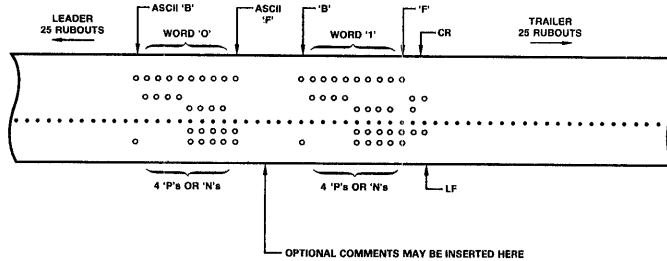 LEADER
25 RUBOUTS
ASCII 'B'
ASCII
'F'
WORD '0'
'B'
WORD '1'
'F'
CR
TRAILER
25 RUBOUTS
4 'P's OR 'N's
4 'P's OR 'N's
LF
OPTIONAL COMMENTS MAY BE INSERTED HERE